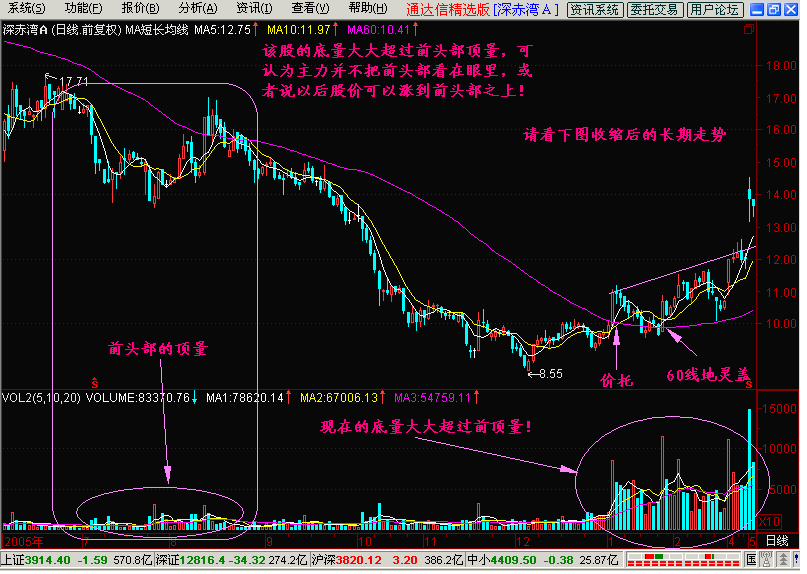 系统(S) 功能(F) 报价(B) 分析(A) 资讯(I) 查看(V) 帮助(H) 通达信精选版 [深赤湾A] 资讯系统 委托交易 用户论坛
深赤湾A (日线.前复权) MA短长均线 MA5:12.75↑ MA10:11.97↑ MA60:10.41↑
该股的底量大大超过前头部顶量，可
认为主力并不把前头部看在眼里，或
者说以后股价可以涨到前头部之上！
18.00
17.71
17.00
请看下图收缩后的长期走势
16.00
15.00
14.00
13.00
12.00
11.00
10.00
前头部的顶量
8.55
价托
60线地灵盖
S
S
VOL2(5,10,20) VOLUME:83370.76↓ MA1:78620.14↑ MA2:67006.13↑ MA3:54759.11↑
15000
现在的底量大大超过前顶量！
10000
5000
X10
2005年 7 8 9 10 11 12 1 2 4 5 日线
上证3914.40 -1.59 570.8亿 深证12816.4 -34.32 274.2亿 沪深3820.12 3.20 386.2亿 中小4409.50 -0.38 25.87亿 国